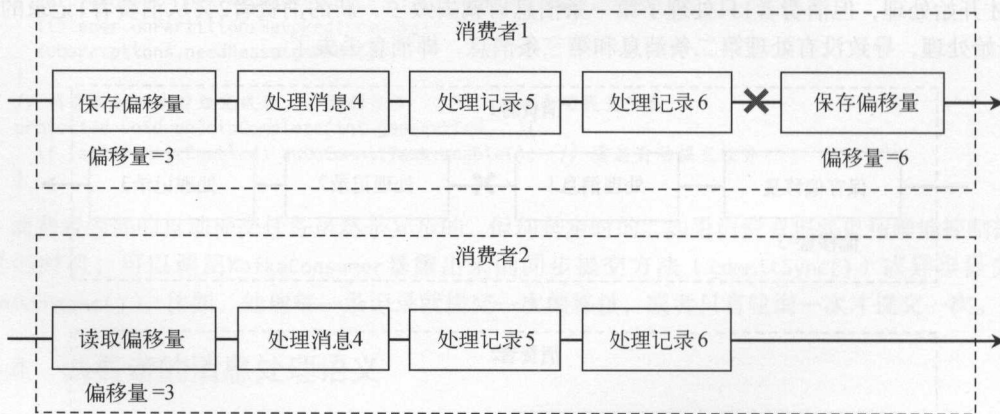 消费者1
保存偏移量
处理消息4
处理记录5
处理记录6
保存偏移量
偏移量=3
偏移量=6
消费者2
读取偏移量
处理消息4
处理记录5
处理记录6
偏移量=3